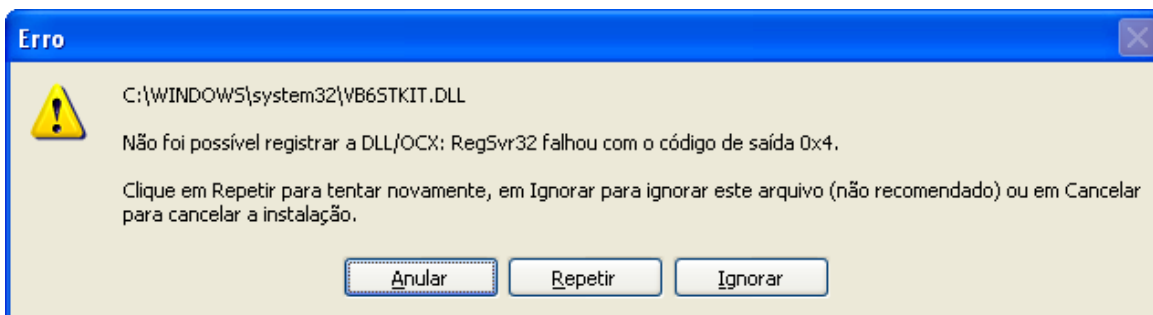 Erro
C:\WINDOWS\system32\VB6STKIT.DLL
Não foi possível registrar a DLL/OCX: RegSvr32 falhou com o código de saída 0x4.
Clique em Repetir para tentar novamente, em Ignorar para ignorar este arquivo (não recomendado) ou em Cancelar
para cancelar a instalação.
Anular Repetir Ignorar